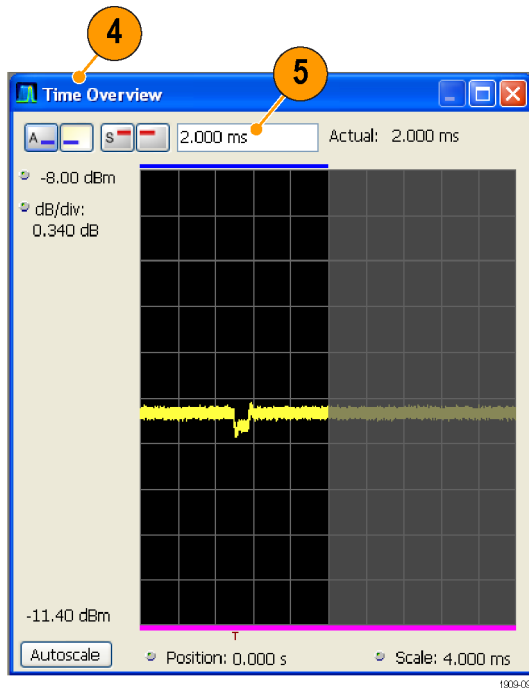 4
Time Overview
5
A
S
2.000 ms
Actual: 2.000 ms
-8.00 dBm
dB/div:
0.340 dB
-11.40 dBm
T
Autoscale
Position: 0.000 s
Scale: 4.000 ms